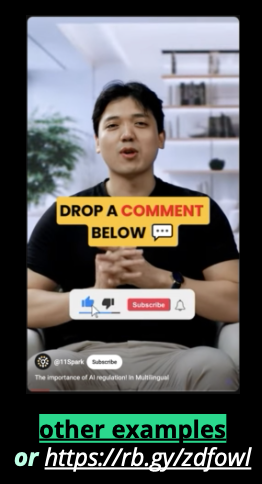 DROP A COMMENT
BELOW
Subscribe
@11Spark Subscribe
The importance of AI regulation! In Multilingual
other examples
or https://rb.gy/zdfowl